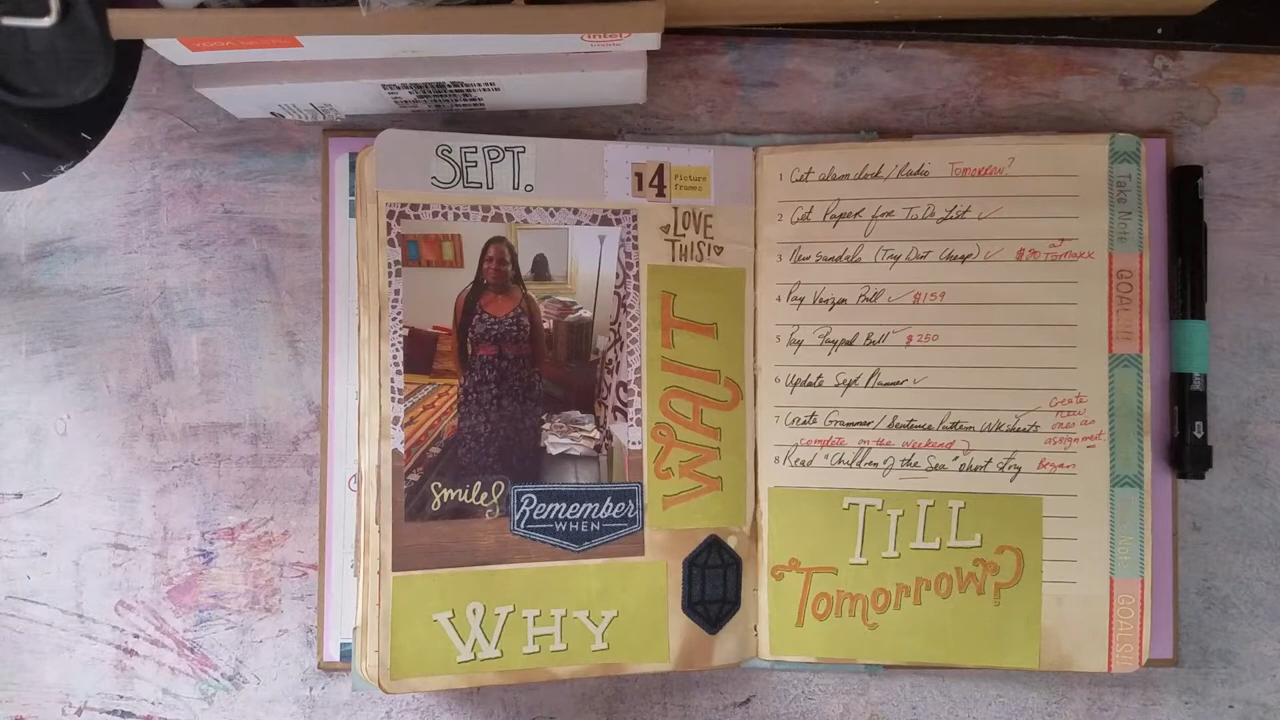 YOGA
intel
inside
SEPT.
14 Picture
frames
LOVE
THIS!
WAIT
smile
Remember
WHEN
WHY
1 Get alarm clock/Radio Tomorrow?
2 Get Paper for To Do List ✓
3 New sandals (Try Dirt Cheap) ✓ $20 at TJ Maxx
4 Pay Verizon Bill ✓ $159
5 Pay Paypal Bill ✓ $250
6 Update Sept Planner ✓
7 Create Grammer/Sentence Pattern WKsheets ✓ Create
new
ones as
assignment.
complete on the weekend
8 Read "Children of the Sea" short story Began
TILL
Tomorrow?
Take Note
GOALS!!!
Note
GOALS!!